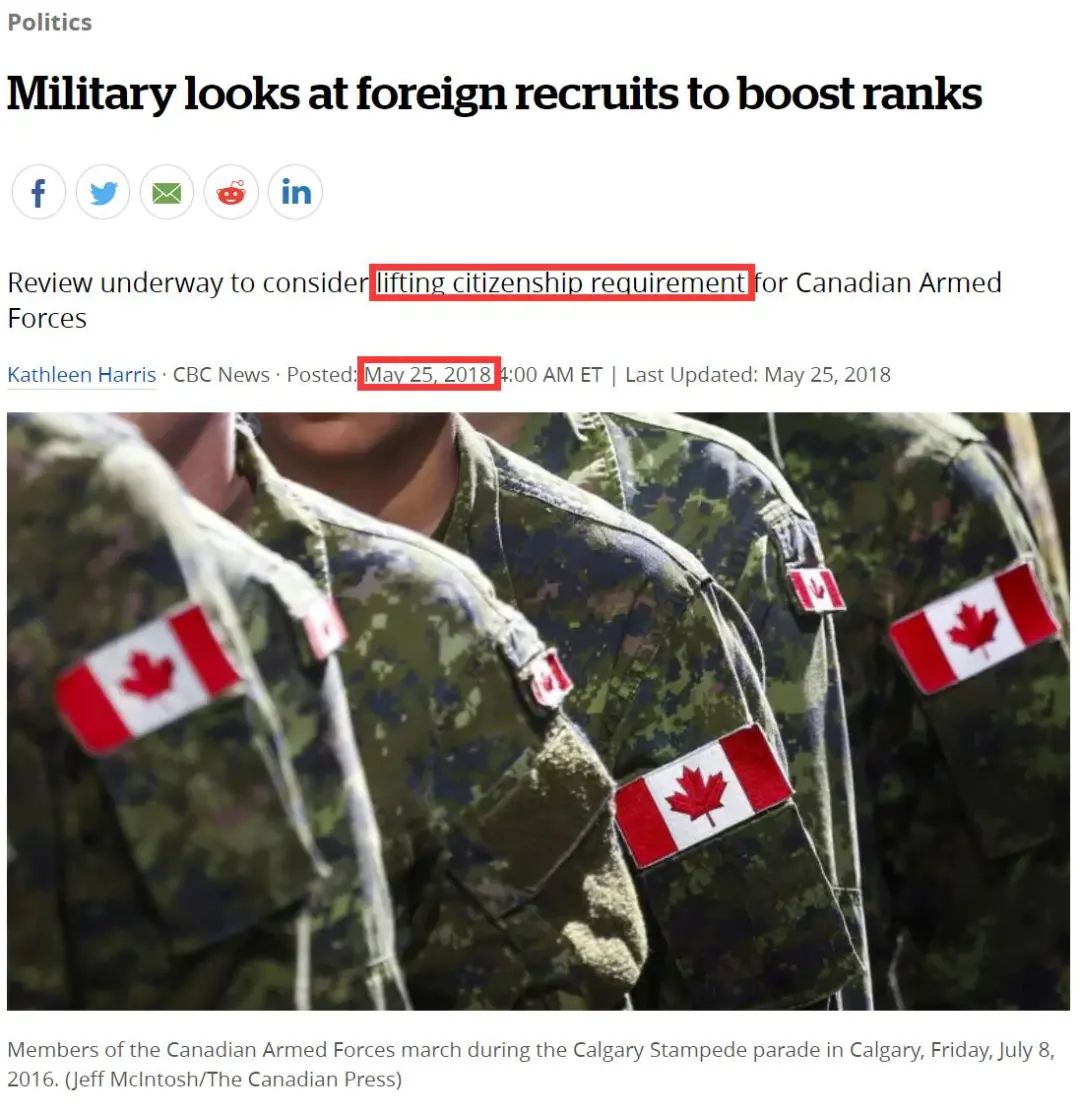 Politics
Military looks at foreign recruits to boost ranks
Review underway to consider lifting citizenship requirement for Canadian Armed
Forces
Kathleen Harris · CBC News · Posted: May 25, 2018 4:00 AM ET | Last Updated: May 25, 2018
Members of the Canadian Armed Forces march during the Calgary Stampede parade in Calgary, Friday, July 8,
2016. (Jeff McIntosh/The Canadian Press)